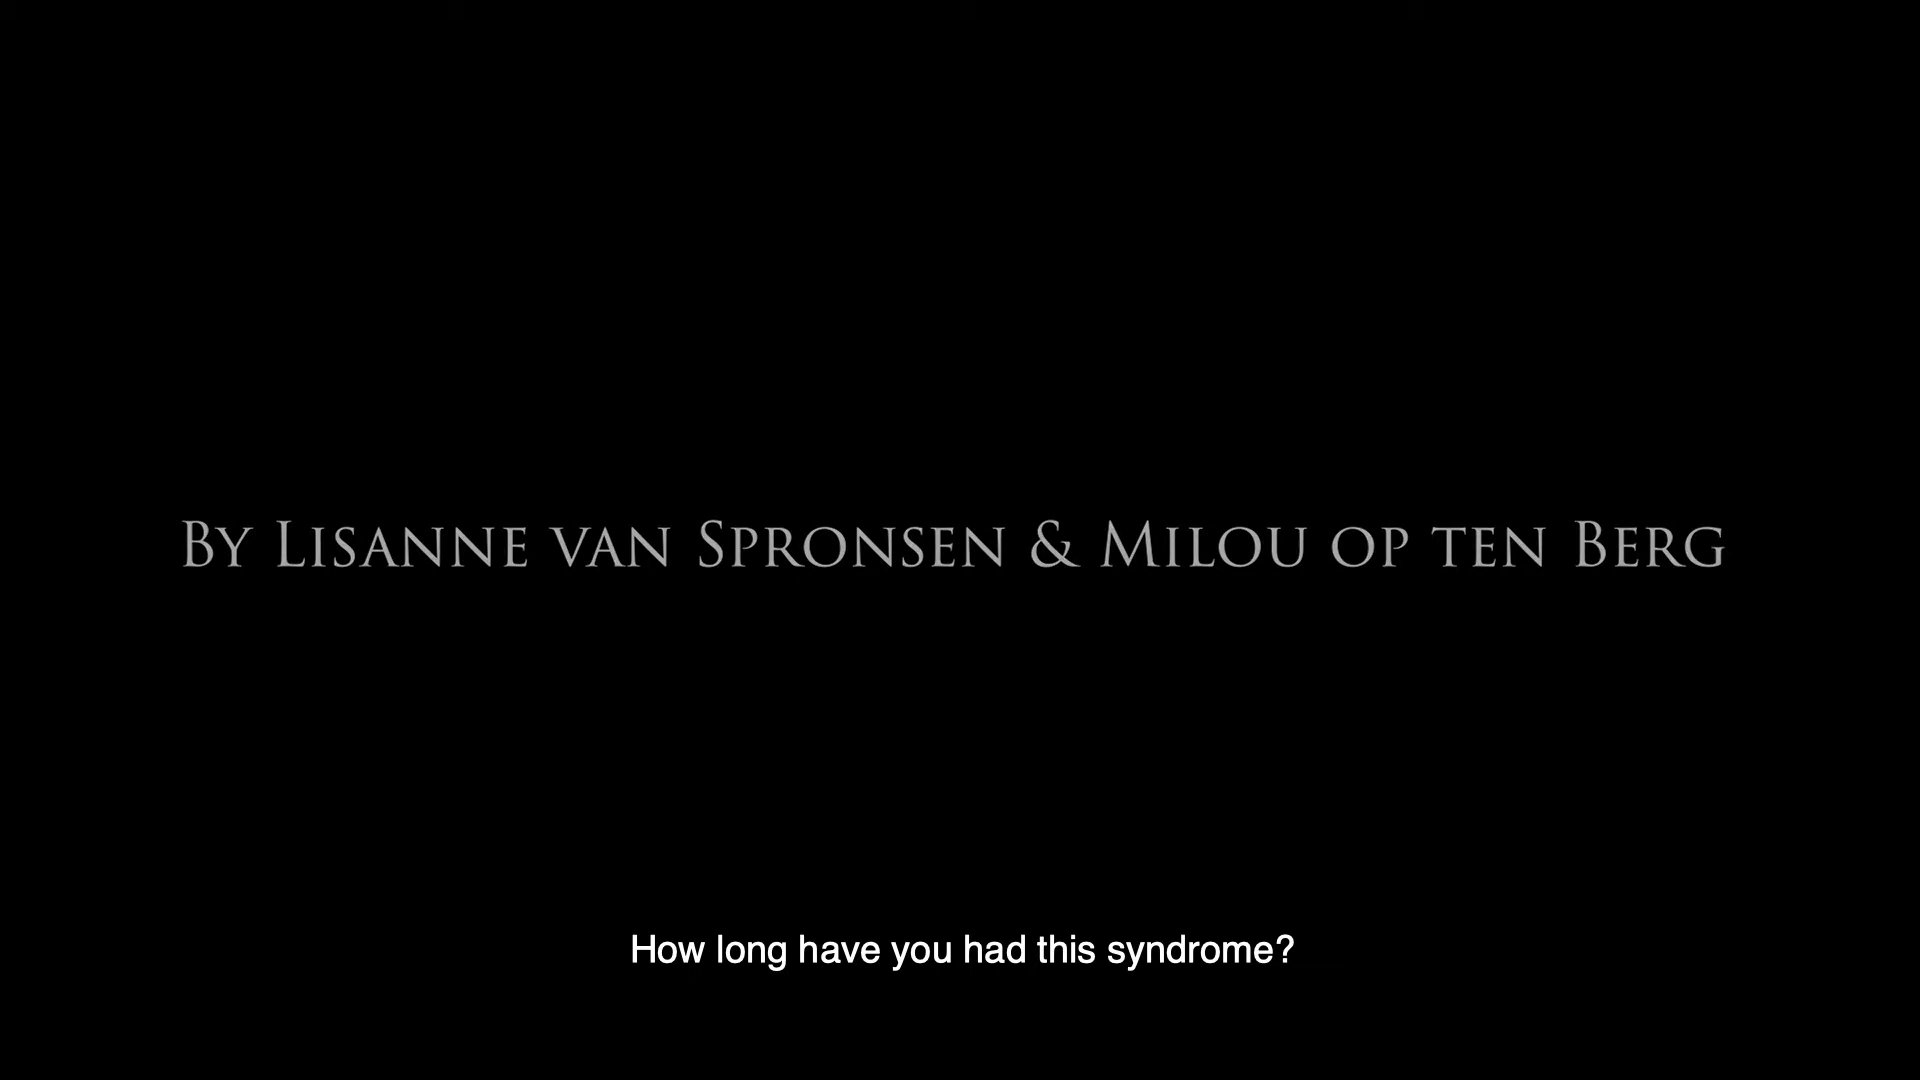 By Lisanne van Spronsen & Milou op ten Berg
How long have you had this syndrome?